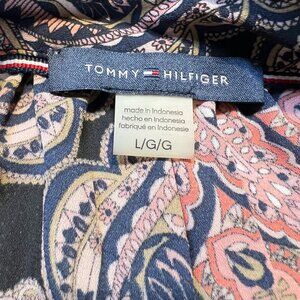 TOMMY HILFIGER
made in Indonesia
hecho en Indonesia
fabriqué en Indonésie
L/G/G